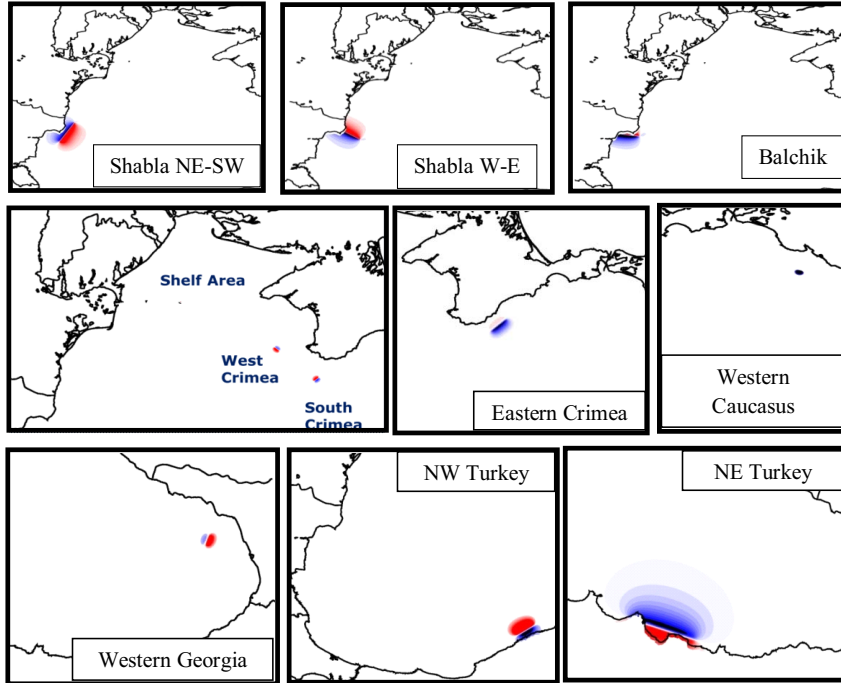 Shabla NE-SW
Shabla W-E
Balchik
Shelf Area
West
Crimea
South
Crimea
Eastern Crimea
Western
Caucasus
Western Georgia
NW Turkey
NE Turkey